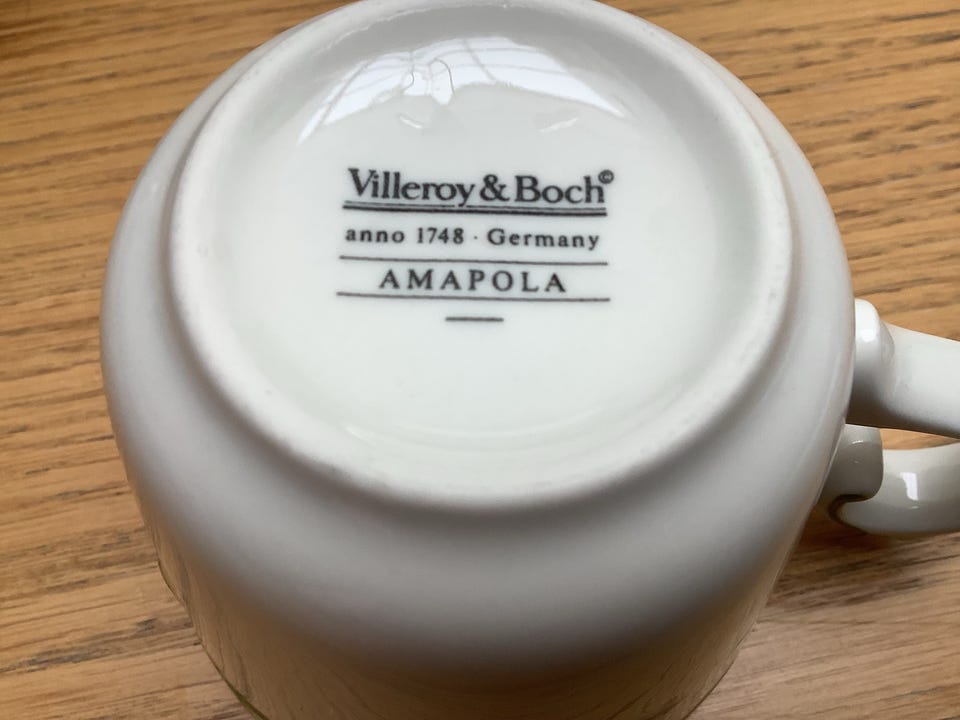 Villeroy & Boch©
anno 1748 · Germany
AMAPOLA